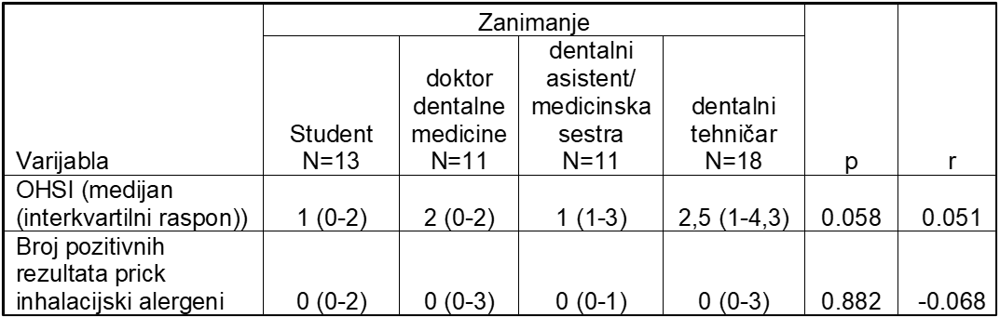 Zanimanje
Varijabla
Student
N=13
doktor
dentalne
medicine
N=11
dentalni
asistent/
medicinska
sestra
N=11
dentalni
tehničar
N=18
p
r
OHSI (medijan
(interkvartilni raspon))
1 (0-2)
2 (0-2)
1 (1-3)
2,5 (1-4,3)
0.058
0.051
Broj pozitivnih
rezultata prick
inhalacijski alergeni
0 (0-2)
0 (0-3)
0 (0-1)
0 (0-3)
0.882
-0.068